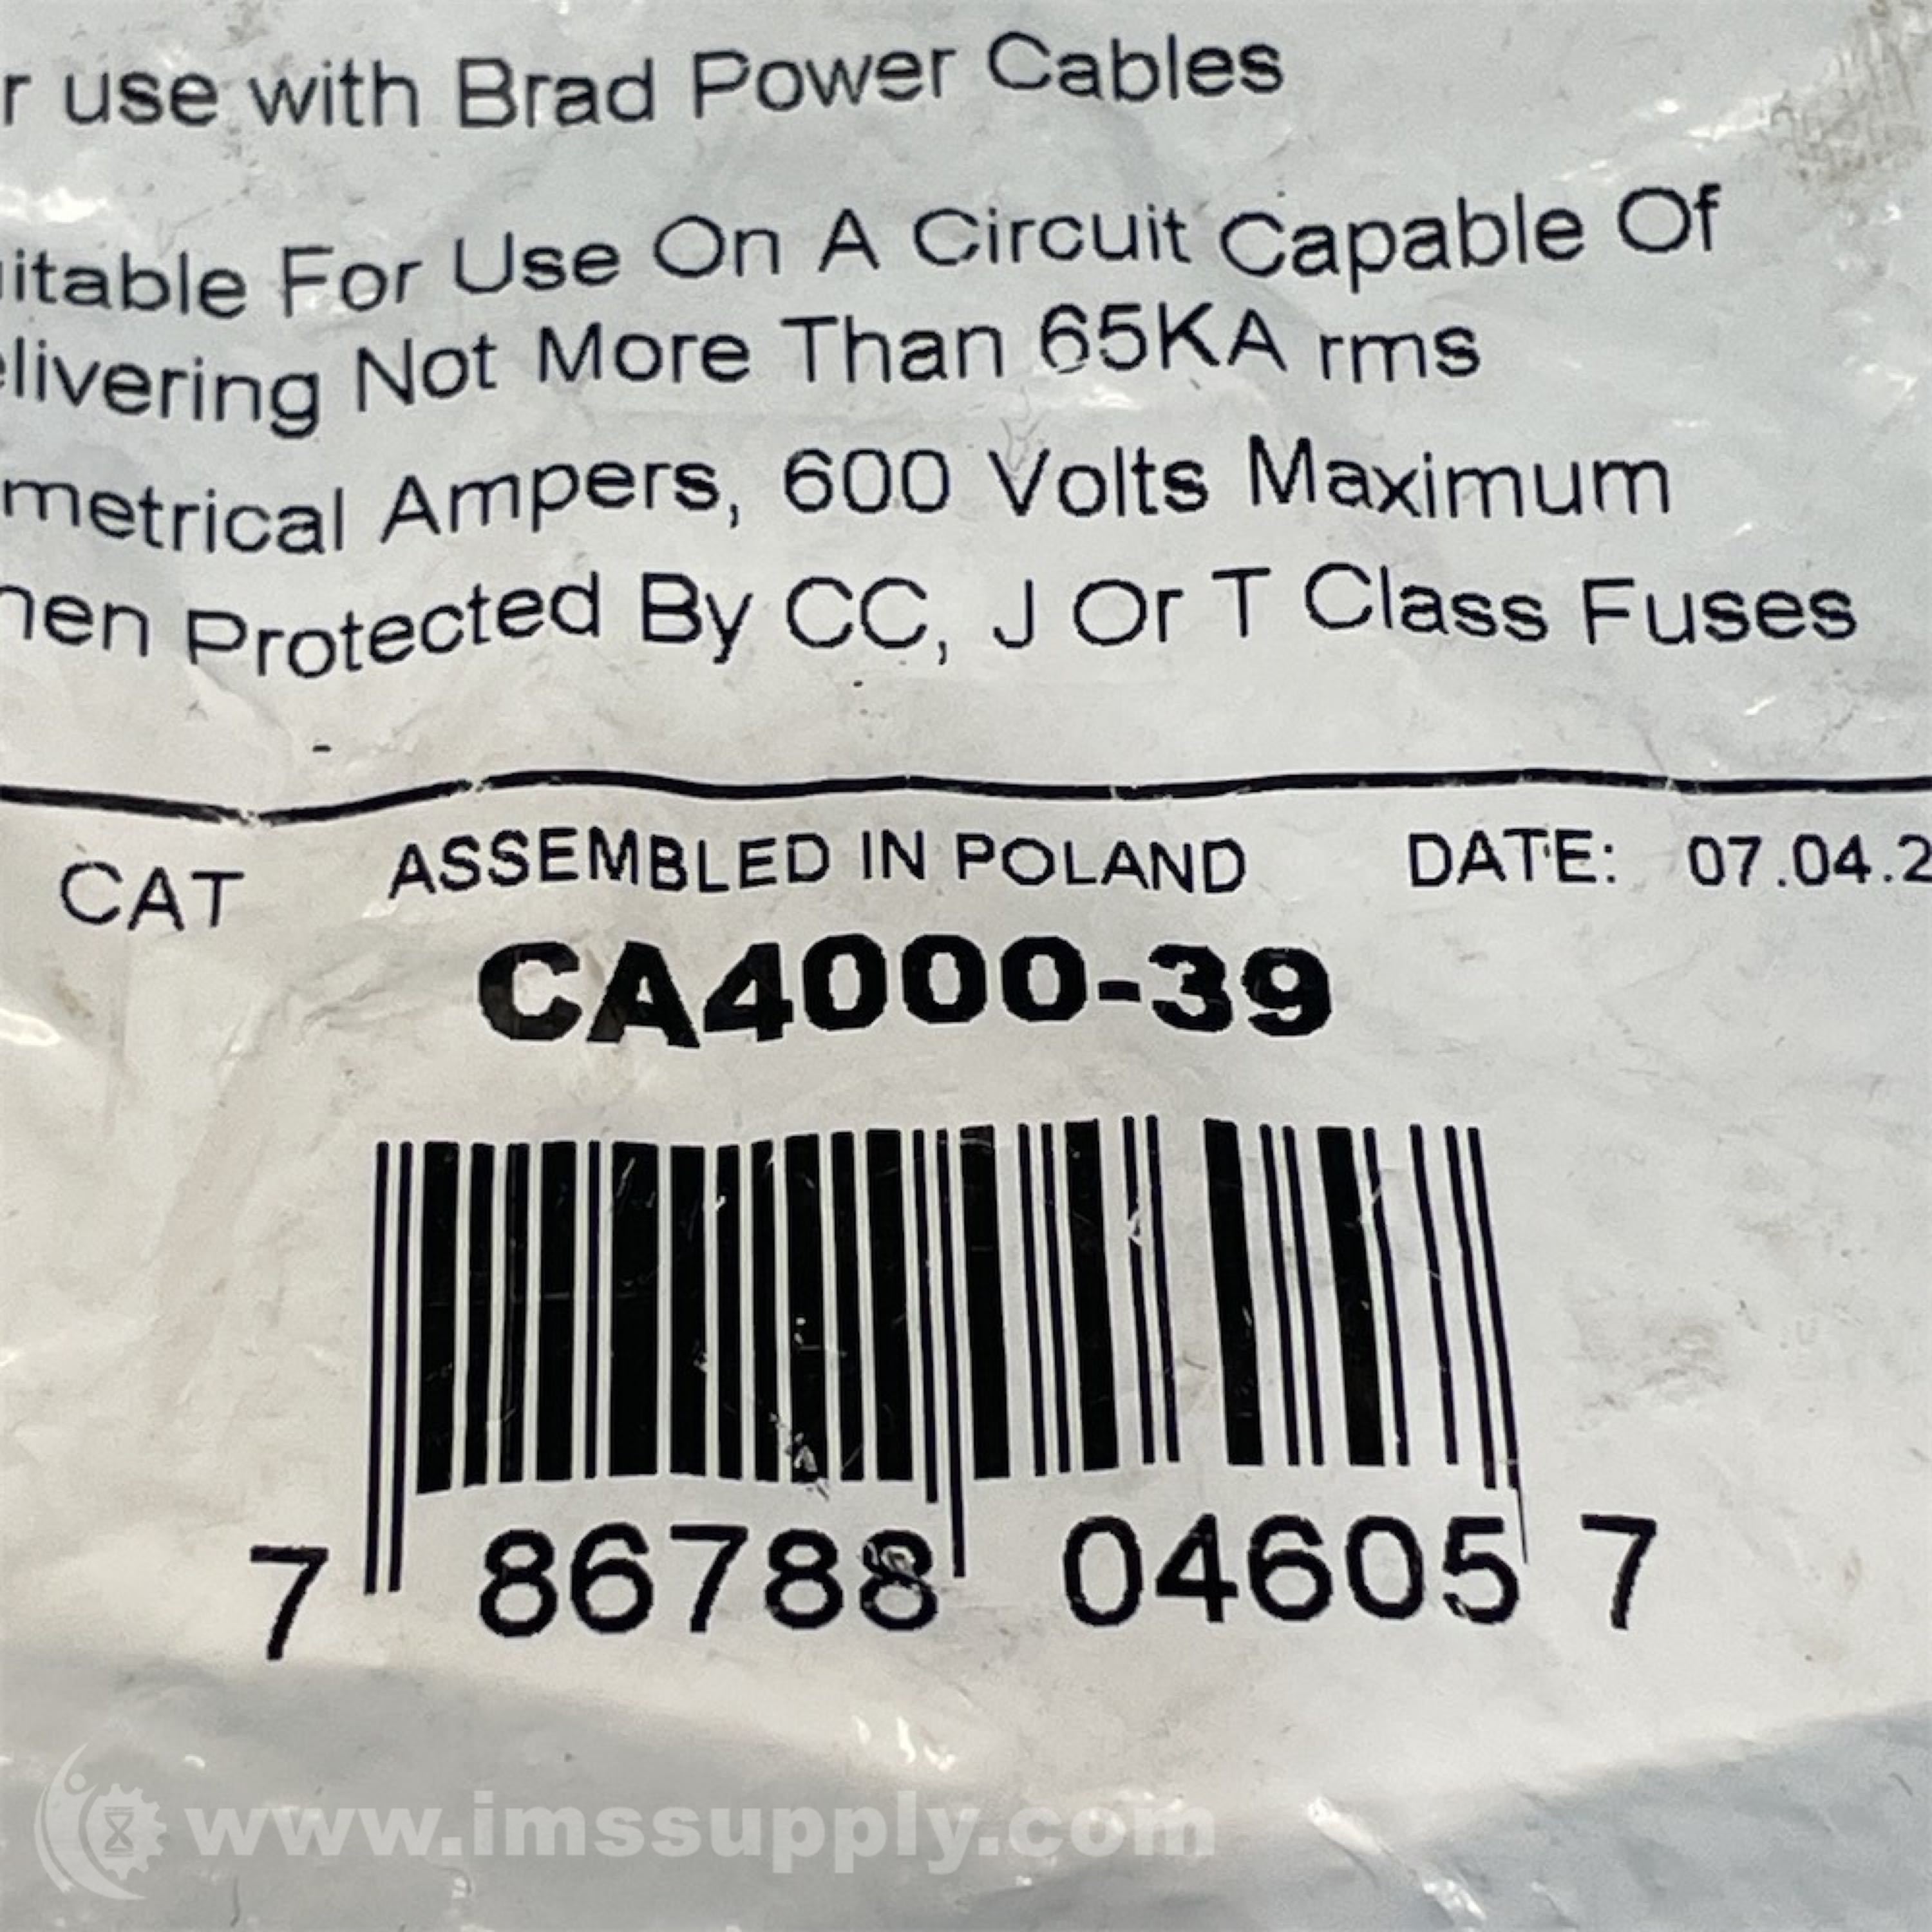 r use with Brad Power Cables
itable For Use On A Circuit Capable Of
livering Not More Than 65KA rms
metrical Ampers, 600 Volts Maximum
hen Protected By CC, J Or T Class Fuses
CAT ASSEMBLED IN POLAND DATE: 07.04.2
CA4000-39
7 86788 04605 7
www.imssupply.com